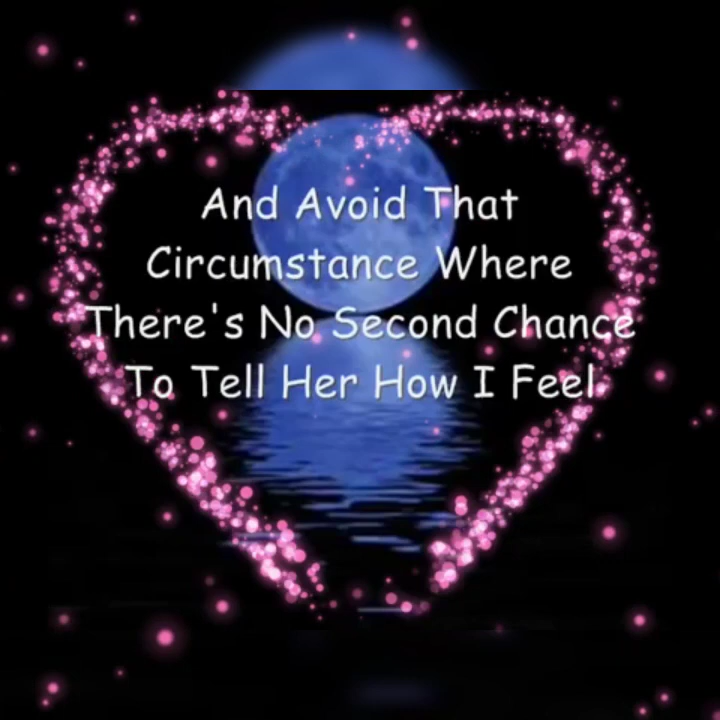 And Avoid That
Circumstance Where
There's No Second Chance
To Tell Her How I Feel